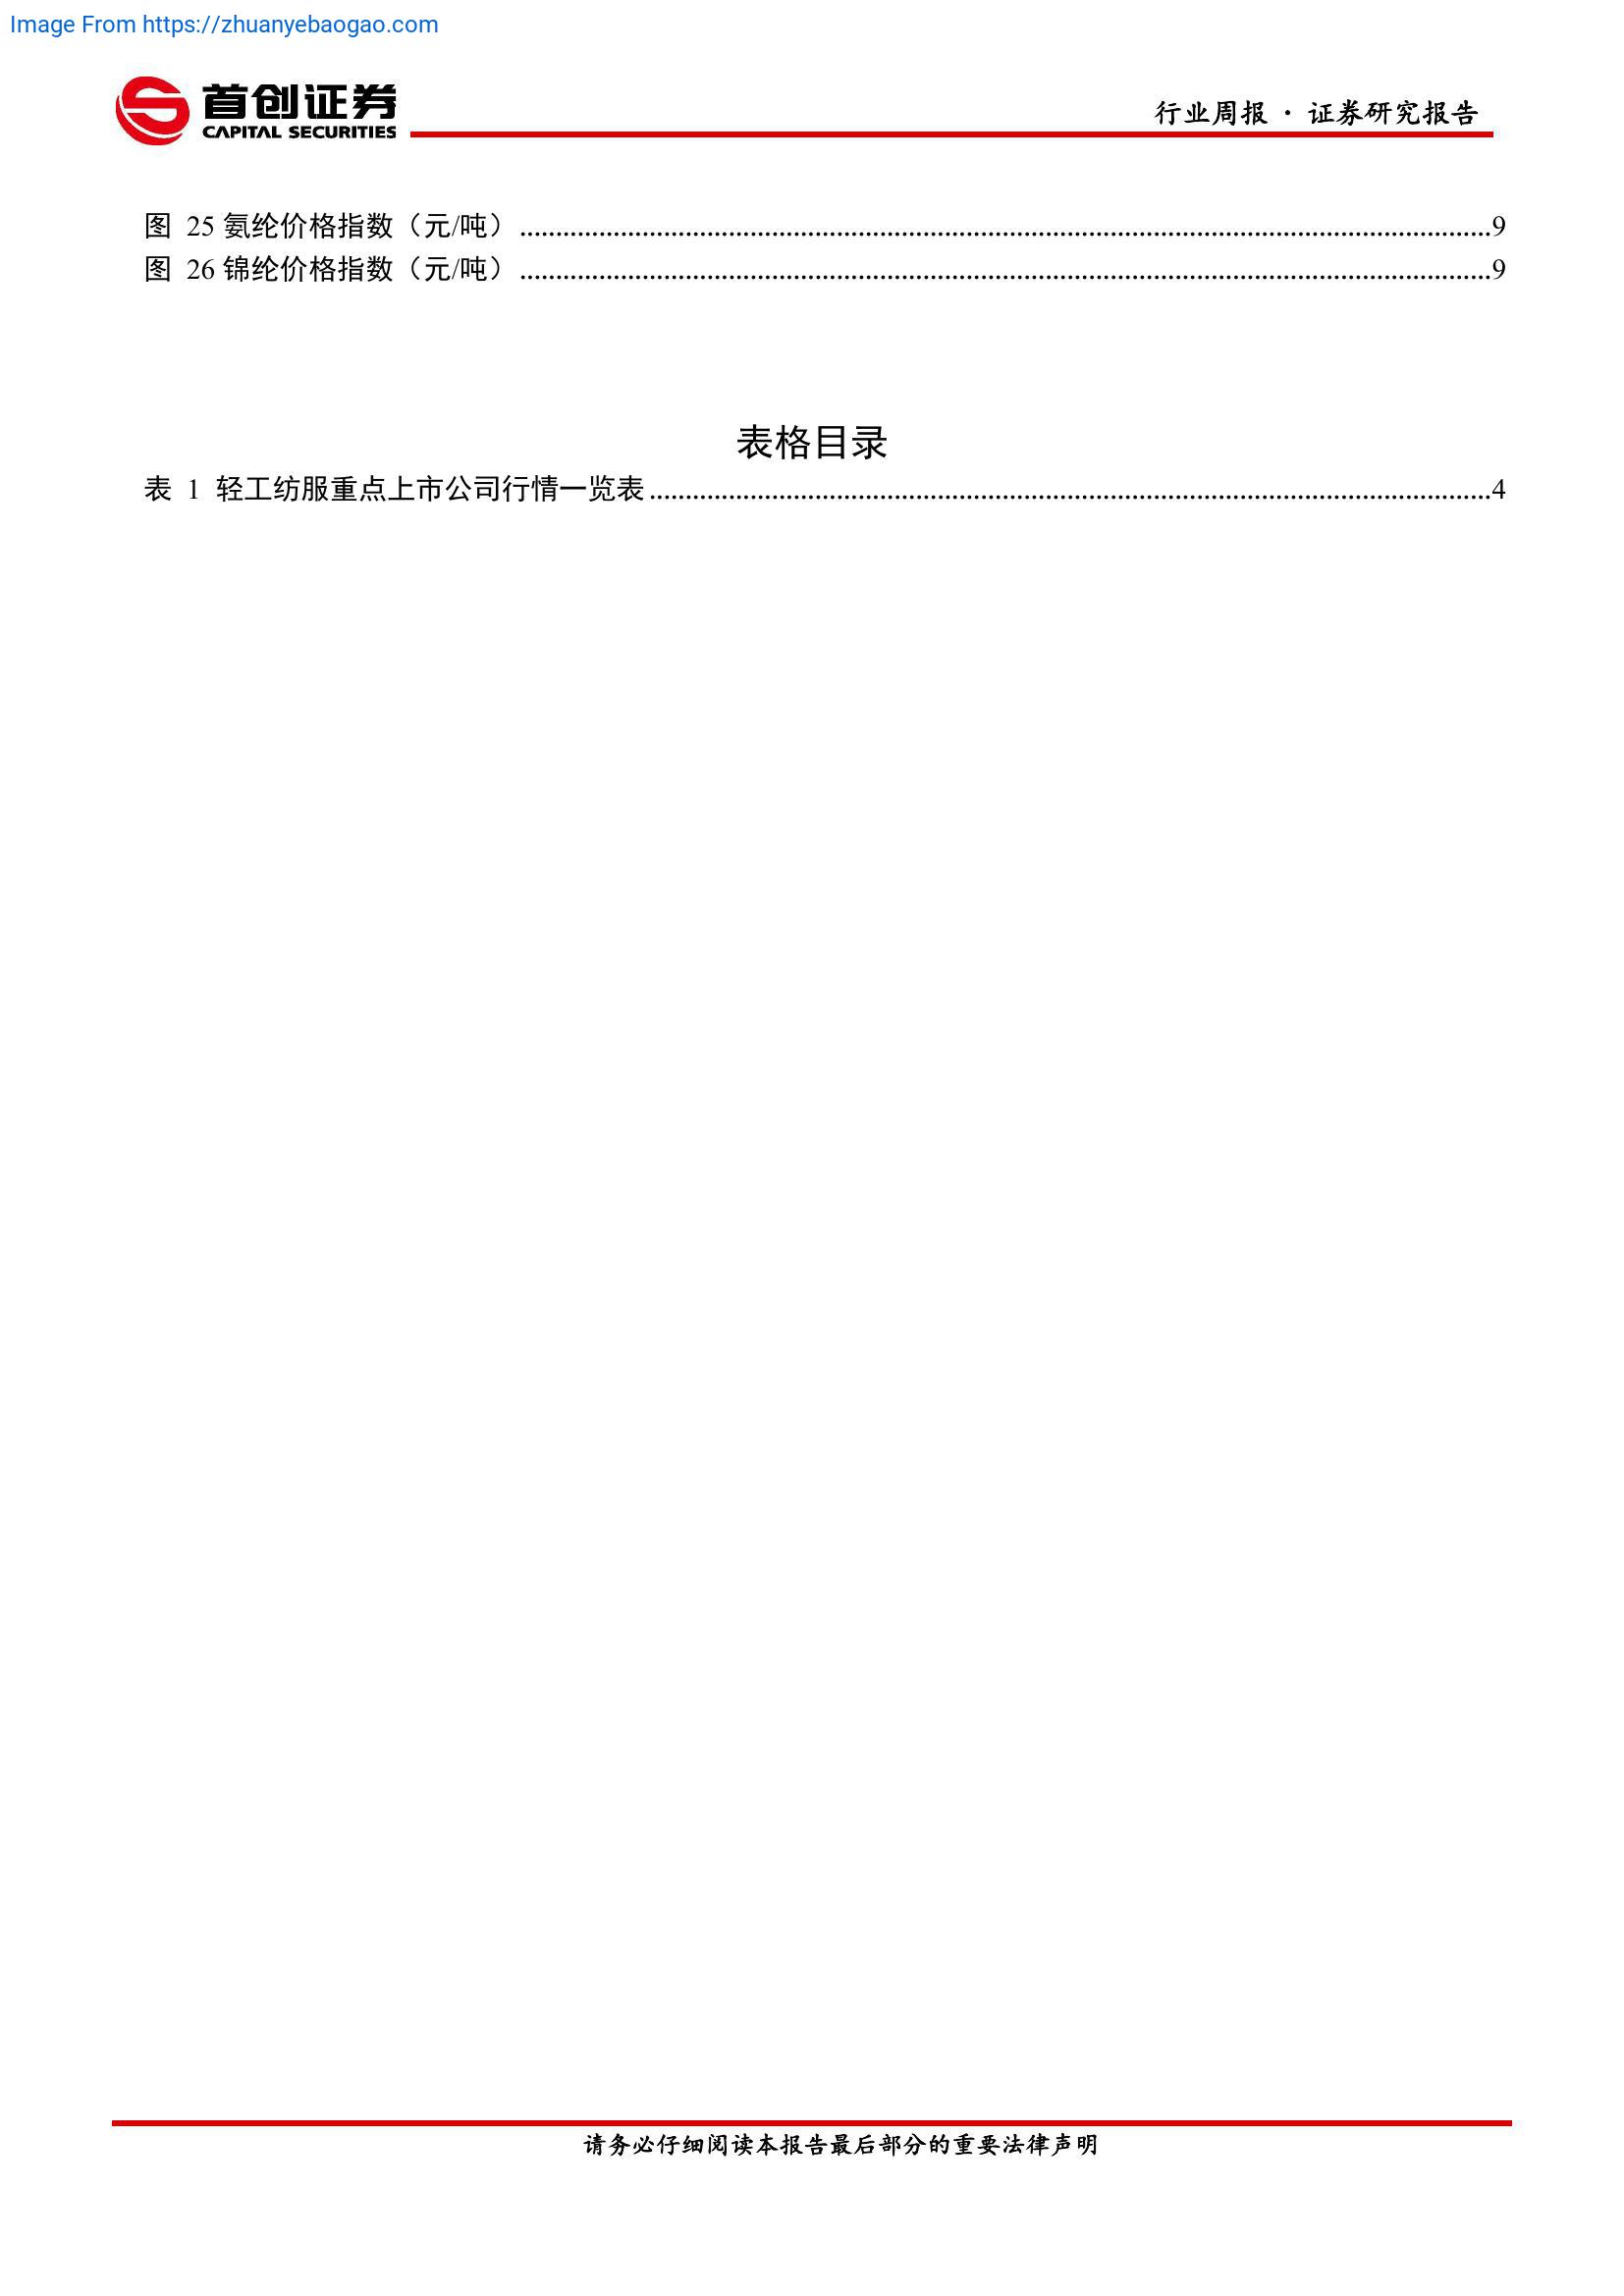 Image From https://zhuanyebaogao.com
首创证券
CAPITAL SECURITIES
行业周报 · 证券研究报告
图 25 氨纶价格指数（元/吨）........................................................................................................................................9
图 26 锦纶价格指数（元/吨）........................................................................................................................................9
表格目录
表 1 轻工纺服重点上市公司行情一览表......................................................................................................................4
请务必仔细阅读本报告最后部分的重要法律声明